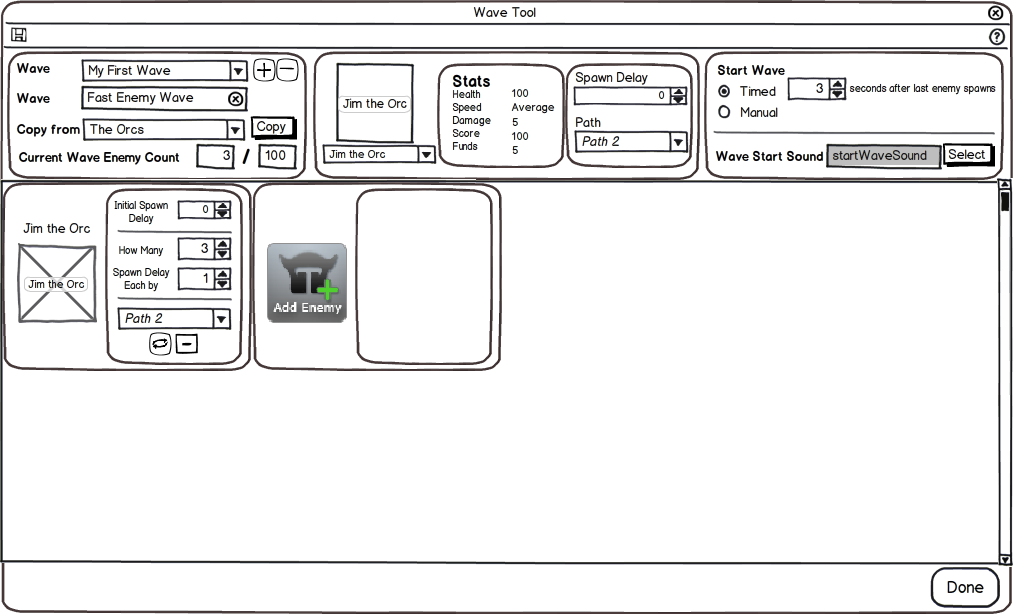 Wave Tool
Wave
My First Wave
Wave
Fast Enemy Wave
Copy from
The Orcs
Copy
Current Wave Enemy Count
3 / 100
Jim the Orc
Jim the Orc
Stats
Health 100
Speed Average
Damage 5
Score 100
Funds 5
Spawn Delay
0
Path
Path 2
Start Wave
Timed
3 seconds after last enemy spawns
Manual
Wave Start Sound
startWaveSound
Select
Jim the Orc
Jim the Orc
Initial Spawn
Delay
0
How Many
3
Spawn Delay
Each by
1
Path 2
Add Enemy
Done